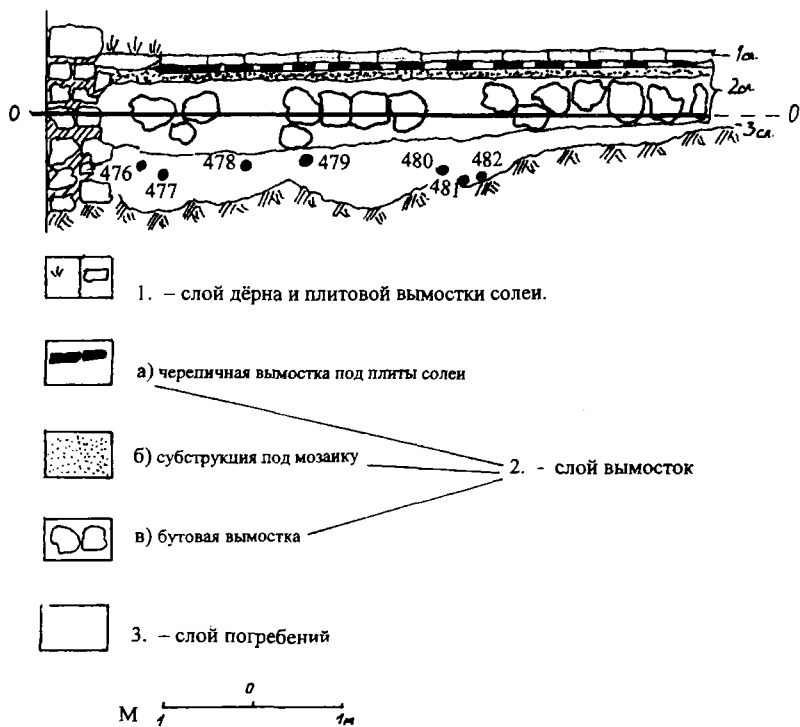 1сл.
2сл.
0 0
3сл.
476 477 478 479 480 481 482
1. – слой дёрна и плитовой вымостки солеи.
а) черепичная вымостка под плиты солеи
б) субструкция под мозаику
2. - слой вымосток
в) бутовая вымостка
3. – слой погребений
0
М 1 1м